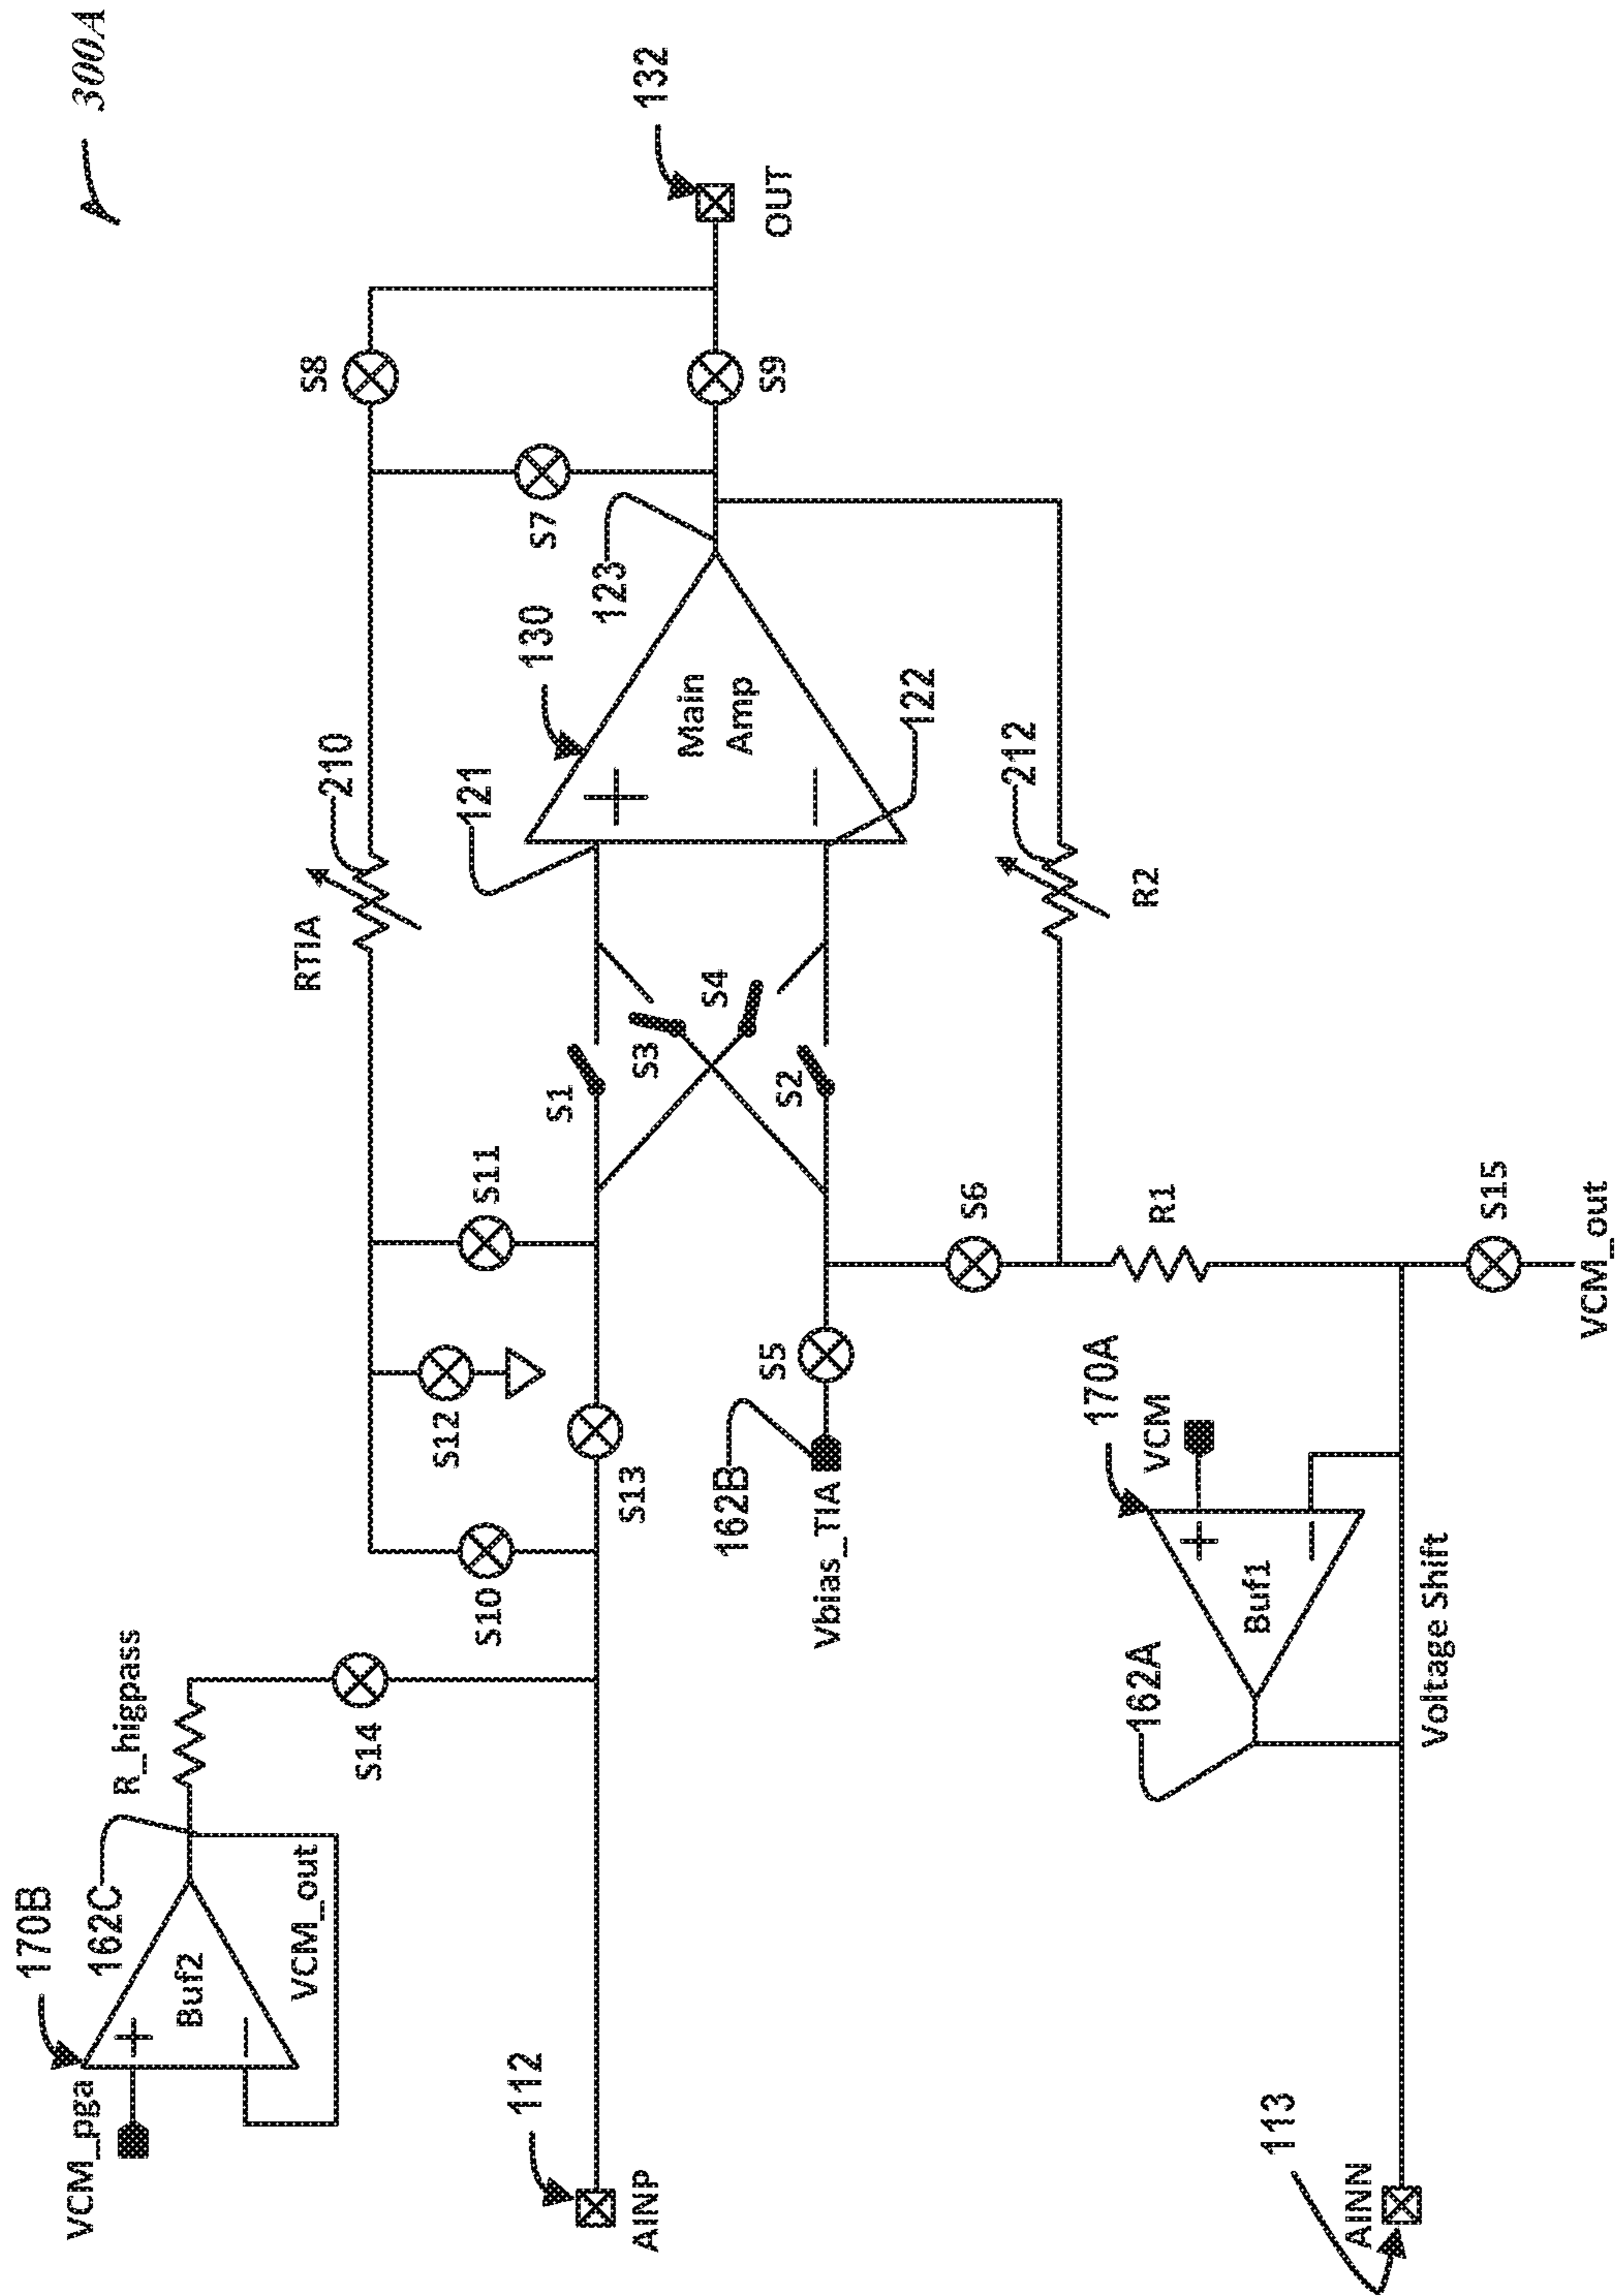 300A
170B
VCM_pga
Buf2
162C
VCM_out
R_higpass
S14
S10
S12
S11
RTIA
210
S8
S7
S9
132
OUT
112
AINP
S13
S1
S3
S4
S2
121
130
Main
Amp
123
122
162B
Vbias_TIA
S5
S6
212
R2
R1
170A
VCM
Buf1
162A
Voltage Shift
S15
VCM_out
113
AINN